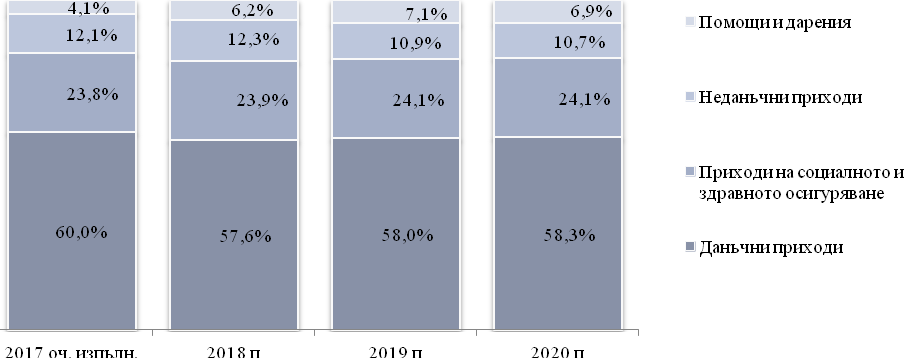 4,1% 6,2% 7,1% 6,9%
12,1% 12,3% 10,9% 10,7%
23,8% 23,9% 24,1% 24,1%
60,0% 57,6% 58,0% 58,3%
2017 оч. изпълн. 2018 п 2019 п 2020 п
Помощи и дарения
Неданъчни приходи
Приходи на социалното и
здравното осигуряване
Данъчни приходи